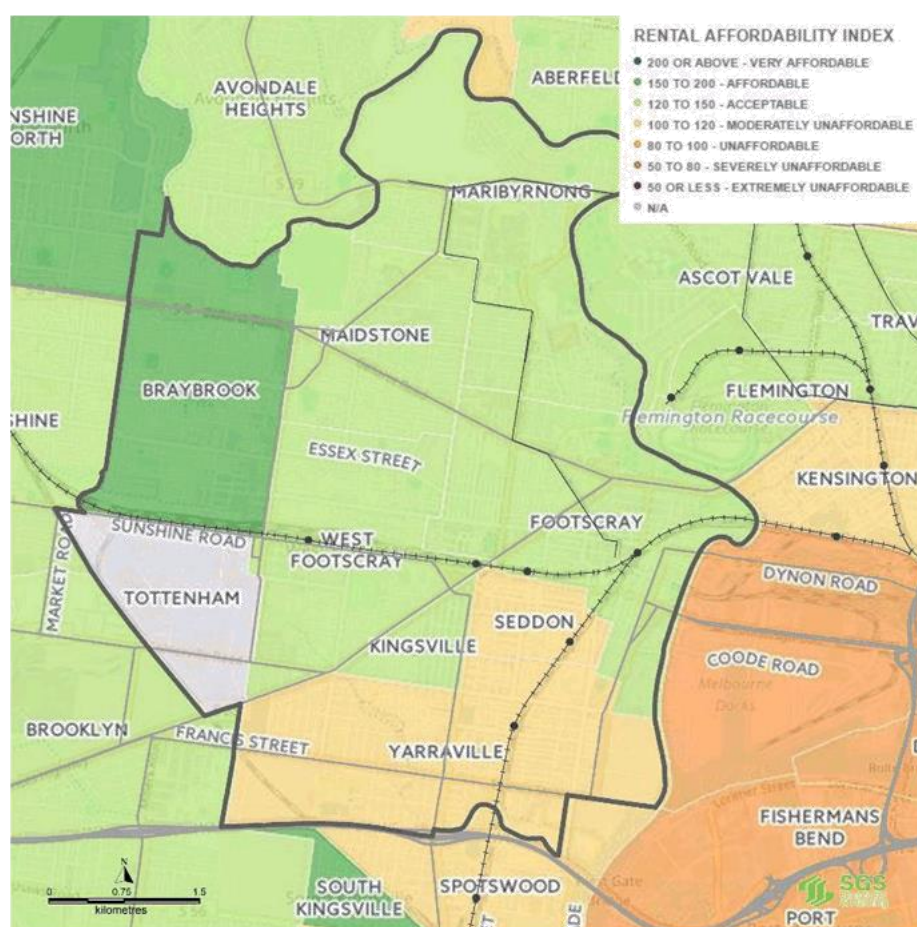 RENTAL AFFORDABILITY INDEX
200 OR ABOVE - VERY AFFORDABLE
150 TO 200 - AFFORDABLE
120 TO 150 - ACCEPTABLE
100 TO 120 - MODERATELY UNAFFORDABLE
80 TO 100 - UNAFFORDABLE
50 TO 80 - SEVERELY UNAFFORDABLE
50 OR LESS - EXTREMELY UNAFFORDABLE
N/A
AVONDALE
HEIGHTS
ABERFELD
NSHINE
ORTH
MARIBYRNONG
ASCOT VALE
TRAV
MAIDSTONE
BRAYBROOK
FLEMINGTON
Flemington Racecourse
SHINE
ESSEX STREET
KENSINGTON
SUNSHINE ROAD
WEST
FOOTSCRAY
FOOTSCRAY
MARKET ROAD
TOTTENHAM
DYNON ROAD
SEDDON
KINGSVILLE
COODE ROAD
Melbourne
Docks
BROOKLYN
FRANCIS STREET
YARRAVILLE
Lorimer Street
FISHERMANS
BEND
N
0 0.75 1.5
kilometres
SOUTH
KINGSVILLE
SPOTSWOOD
SGS
PORT